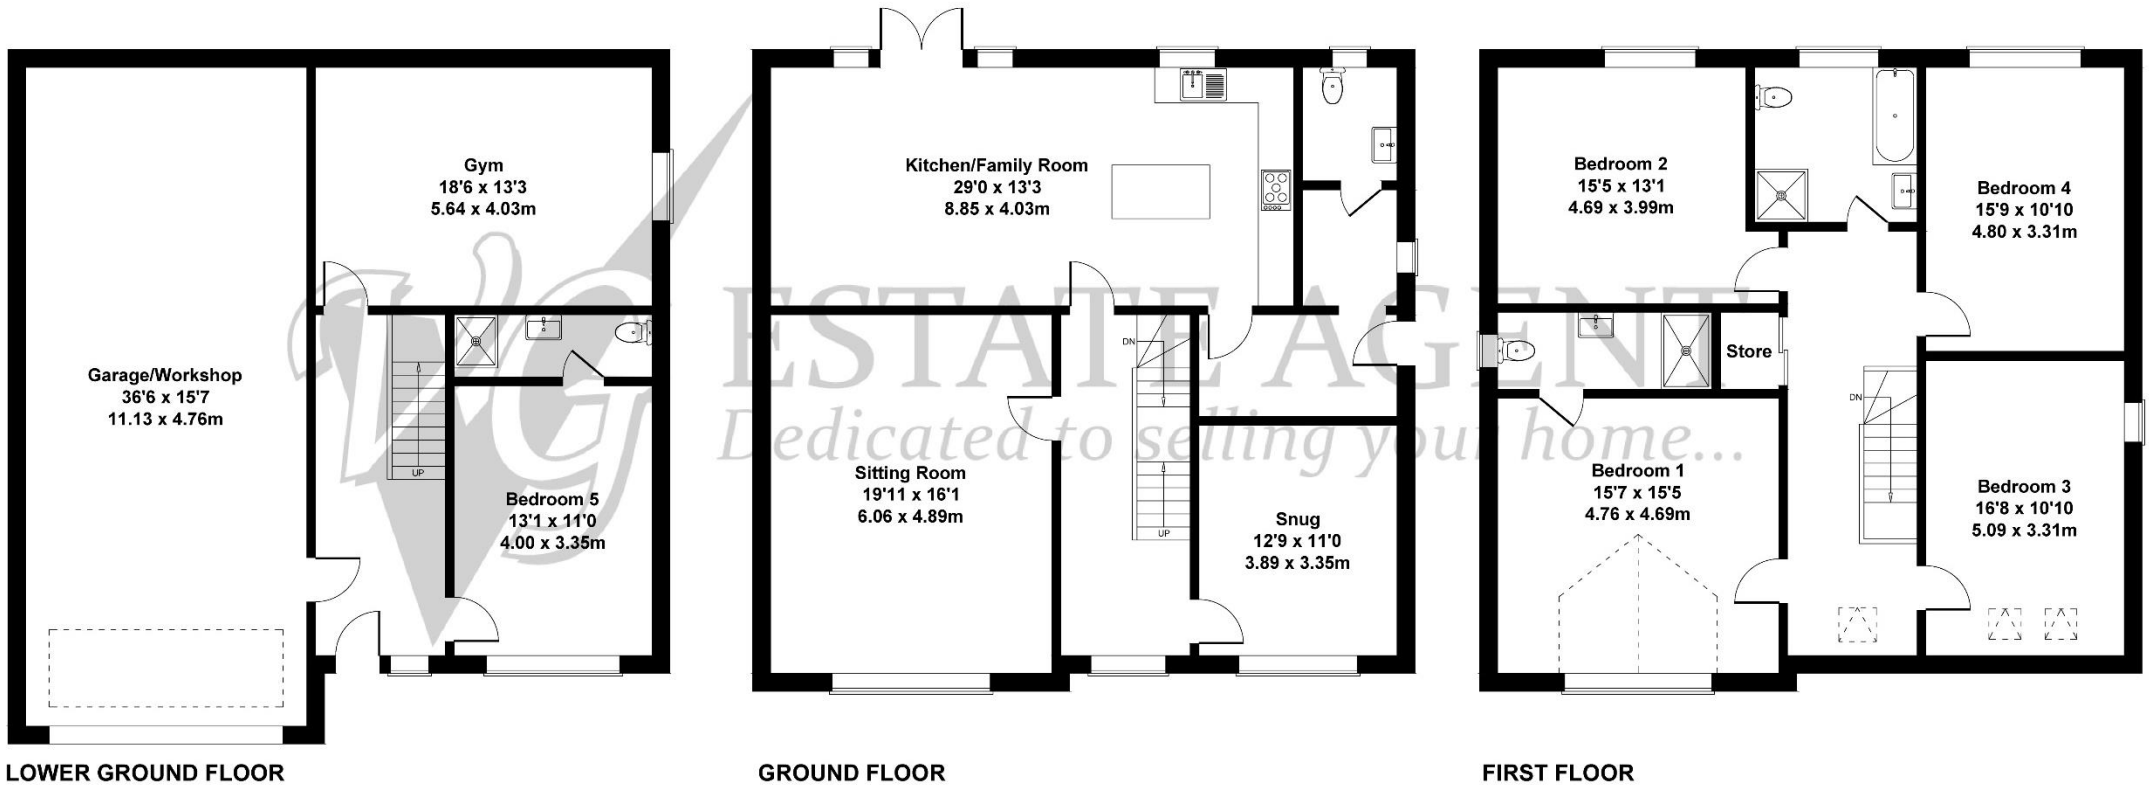 Garage/Workshop
36'6 x 15'7
11.13 x 4.76m
Gym
18'6 x 13'3
5.64 x 4.03m
UP
Bedroom 5
13'1 x 11'0
4.00 x 3.35m
LOWER GROUND FLOOR
Kitchen/Family Room
29'0 x 13'3
8.85 x 4.03m
DN
Sitting Room
19'11 x 16'1
6.06 x 4.89m
UP
Snug
12'9 x 11'0
3.89 x 3.35m
GROUND FLOOR
Bedroom 2
15'5 x 13'1
4.69 x 3.99m
Bedroom 4
15'9 x 10'10
4.80 x 3.31m
Store
DN
Bedroom 1
15'7 x 15'5
4.76 x 4.69m
Bedroom 3
16'8 x 10'10
5.09 x 3.31m
FIRST FLOOR
VG ESTATE AGENT
Dedicated to selling your home...